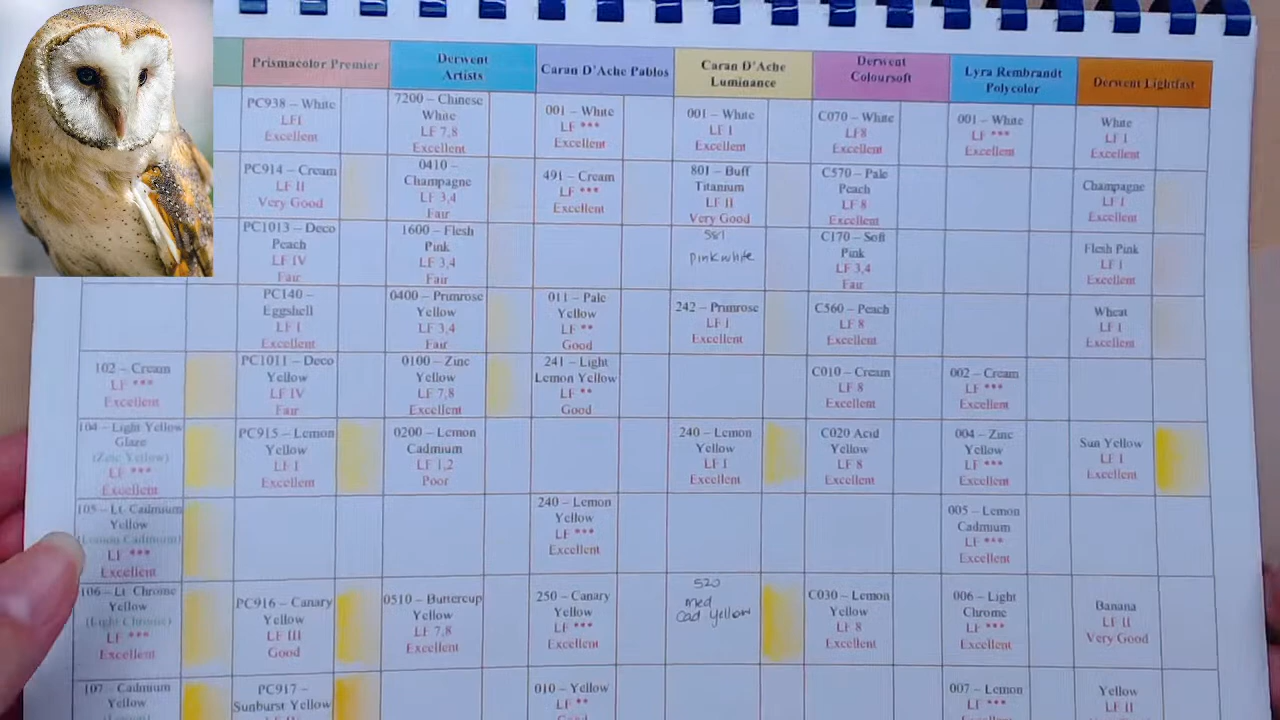 Prismacolor Premier
Derwent
Artists
Caran D'Ache Pablos
Caran D'Ache
Luminance
Derwent
Coloursoft
Lyra Rembrandt
Polycolor
Derwent Lightfast
PC938 – White
LF I
Excellent
7200 – Chinese
White
LF 7,8
Excellent
001 – White
LF ***
Excellent
001 – White
LF I
Excellent
C070 – White
LF8
Excellent
001 – White
LF ***
Excellent
White
LF I
Excellent
PC914 – Cream
LF II
Very Good
0410 –
Champagne
LF 3,4
Fair
491 – Cream
LF ***
Excellent
801 – Buff
Titanium
LF II
Very Good
C570 – Pale
Peach
LF 8
Excellent
Champagne
LF I
Excellent
PC1013 – Deco
Peach
LF IV
Fair
1600 – Flesh
Pink
LF 3,4
Fair
581
pink white
C170 – Soft
Pink
LF 3,4
Fair
Flesh Pink
LF I
Excellent
PC140 –
Eggshell
LF I
Excellent
0400 – Primrose
Yellow
LF 3,4
Fair
011 – Pale
Yellow
LF **
Good
242 – Primrose
LF I
Excellent
C560 – Peach
LF 8
Excellent
Wheat
LF I
Excellent
102 – Cream
LF ***
Excellent
PC1011 – Deco
Yellow
LF IV
Fair
0100 – Zinc
Yellow
LF 7,8
Excellent
241 – Light
Lemon Yellow
LF **
Good
C010 – Cream
LF 8
Excellent
002 – Cream
LF ***
Excellent
104 – Light Yellow
Glaze
(Zinc Yellow)
LF ***
Excellent
PC915 – Lemon
Yellow
LF I
Excellent
0200 – Lemon
Cadmium
LF 1,2
Poor
240 – Lemon
Yellow
LF I
Excellent
C020 Acid
Yellow
LF 8
Excellent
004 – Zinc
Yellow
LF ***
Excellent
Sun Yellow
LF I
Excellent
105 – Lt. Cadmium
Yellow
(Lemon Cadmium)
LF ***
Excellent
240 – Lemon
Yellow
LF ***
Excellent
005 – Lemon
Cadmium
LF ***
Excellent
106 – Lt. Chrome
Yellow
(Light Chrome)
LF ***
Excellent
PC916 – Canary
Yellow
LF III
Good
0510 – Buttercup
Yellow
LF 7,8
Excellent
250 – Canary
Yellow
LF ***
Excellent
520
med
Cad yellow
C030 – Lemon
Yellow
LF 8
Excellent
006 – Light
Chrome
LF ***
Excellent
Banana
LF II
Very Good
107 – Cadmium
Yellow
PC917 –
Sunburst Yellow
010 – Yellow
LF **
007 – Lemon
LF ***
Yellow
LF II